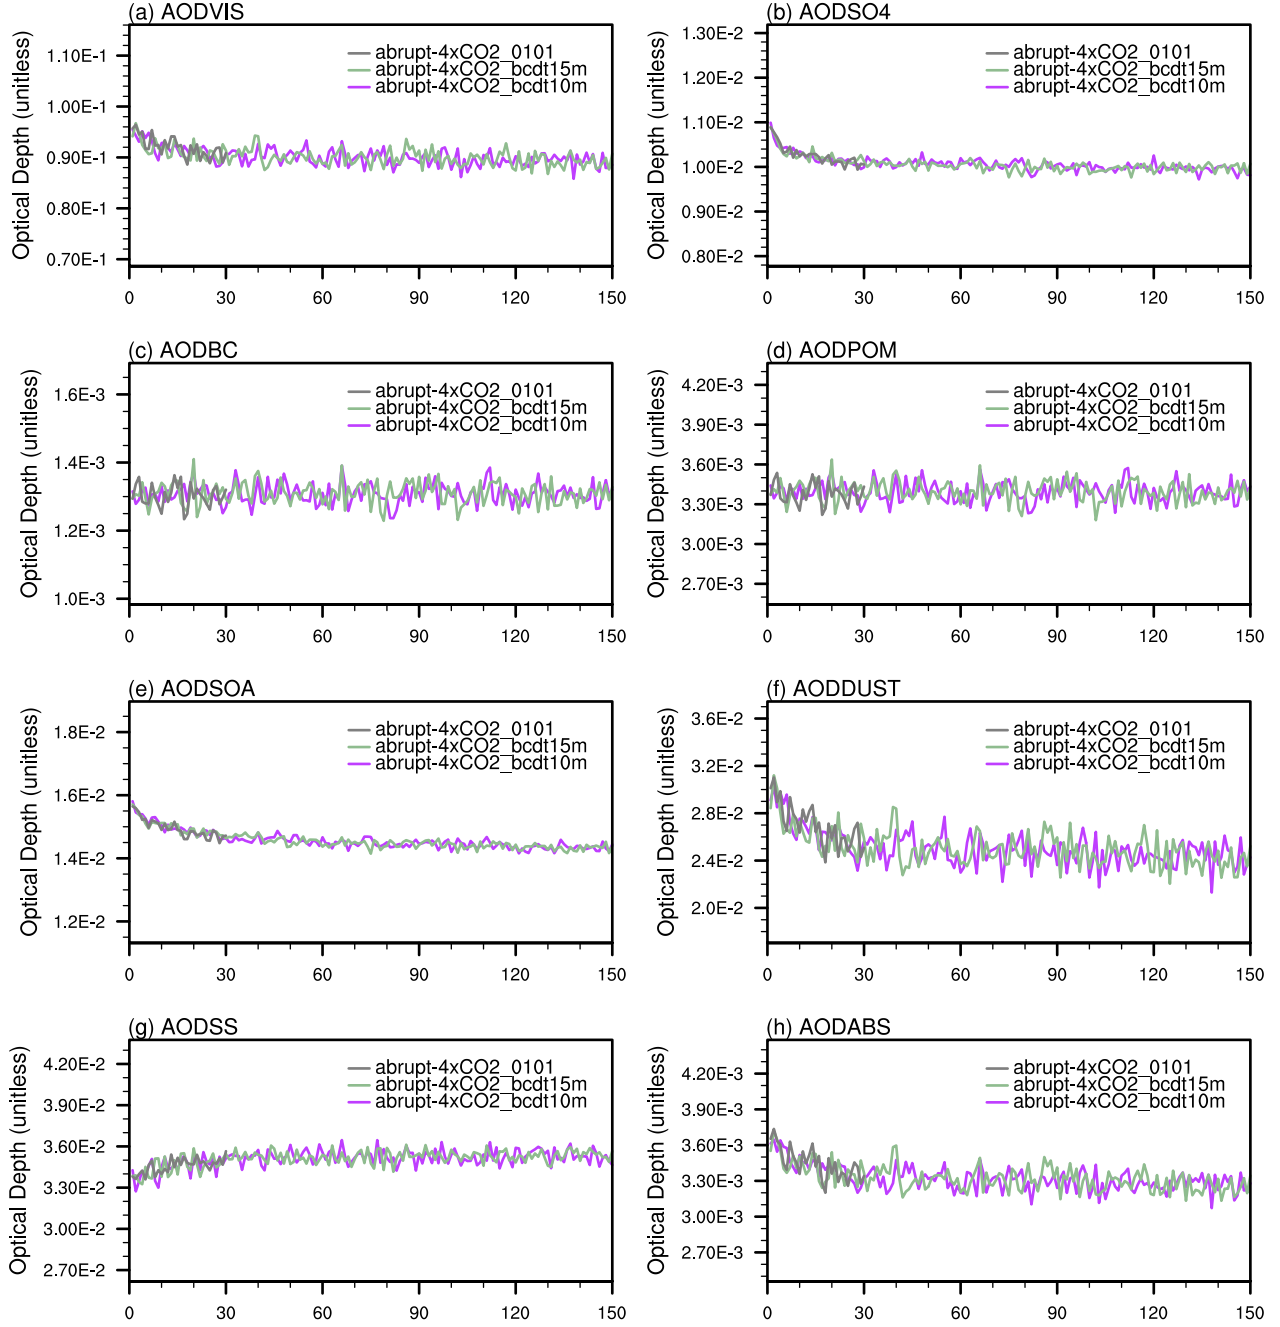 (a) AODVIS
Optical Depth (unitless)
1.10E-1
1.00E-1
0.90E-1
0.80E-1
0.70E-1
abrupt-4xCO2_0101
abrupt-4xCO2_bcdt15m
abrupt-4xCO2_bcdt10m
0 30 60 90 120 150
(b) AODSO4
Optical Depth (unitless)
1.30E-2
1.20E-2
1.10E-2
1.00E-2
0.90E-2
0.80E-2
abrupt-4xCO2_0101
abrupt-4xCO2_bcdt15m
abrupt-4xCO2_bcdt10m
0 30 60 90 120 150
(c) AODBC
Optical Depth (unitless)
1.6E-3
1.4E-3
1.2E-3
1.0E-3
abrupt-4xCO2_0101
abrupt-4xCO2_bcdt15m
abrupt-4xCO2_bcdt10m
0 30 60 90 120 150
(d) AODPOM
Optical Depth (unitless)
4.20E-3
3.90E-3
3.60E-3
3.30E-3
3.00E-3
2.70E-3
abrupt-4xCO2_0101
abrupt-4xCO2_bcdt15m
abrupt-4xCO2_bcdt10m
0 30 60 90 120 150
(e) AODSOA
Optical Depth (unitless)
1.8E-2
1.6E-2
1.4E-2
1.2E-2
abrupt-4xCO2_0101
abrupt-4xCO2_bcdt15m
abrupt-4xCO2_bcdt10m
0 30 60 90 120 150
(f) AODDUST
Optical Depth (unitless)
3.6E-2
3.2E-2
2.8E-2
2.4E-2
2.0E-2
abrupt-4xCO2_0101
abrupt-4xCO2_bcdt15m
abrupt-4xCO2_bcdt10m
0 30 60 90 120 150
(g) AODSS
Optical Depth (unitless)
4.20E-2
3.90E-2
3.60E-2
3.30E-2
3.00E-2
2.70E-2
abrupt-4xCO2_0101
abrupt-4xCO2_bcdt15m
abrupt-4xCO2_bcdt10m
0 30 60 90 120 150
(h) AODABS
Optical Depth (unitless)
4.20E-3
3.90E-3
3.60E-3
3.30E-3
3.00E-3
2.70E-3
abrupt-4xCO2_0101
abrupt-4xCO2_bcdt15m
abrupt-4xCO2_bcdt10m
0 30 60 90 120 150